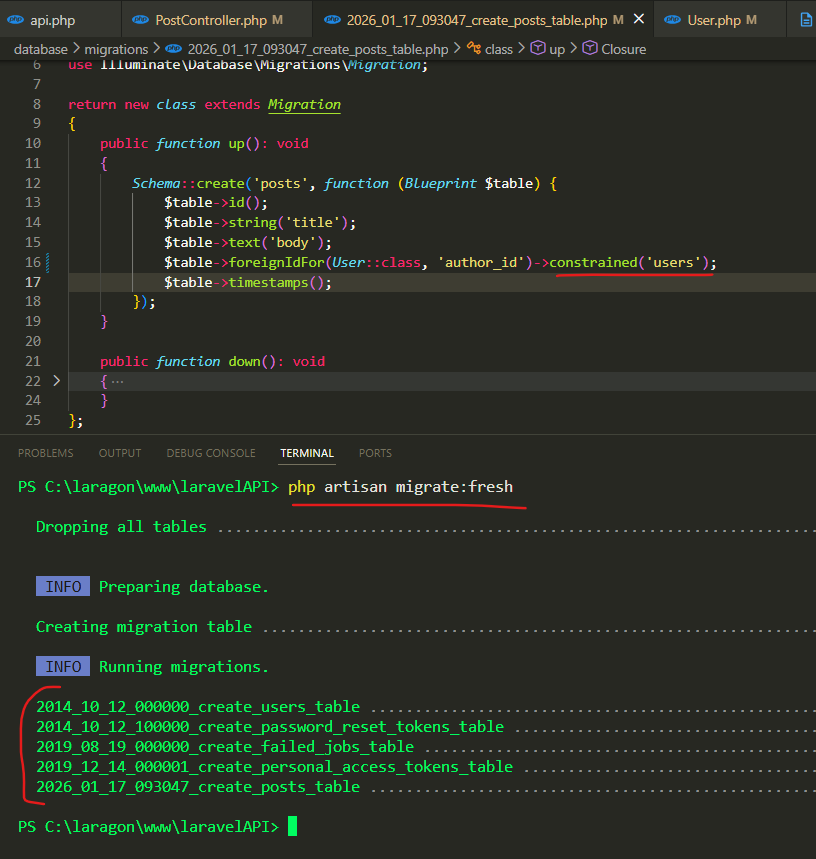 api.php
PostController.php M
2026_01_17_093047_create_posts_table.php M
User.php M
database > migrations > 2026_01_17_093047_create_posts_table.php > class > up > Closure
6 use Illuminate\Database\Migrations\Migration;
7
8 return new class extends Migration
9 {
10 public function up(): void
11 {
12 Schema::create('posts', function (Blueprint $table) {
13 $table->id();
14 $table->string('title');
15 $table->text('body');
16 $table->foreignIdFor(User::class, 'author_id')->constrained('users');
17 $table->timestamps();
18 });
19 }
20
21 public function down(): void
22 { ...
24 }
25 };
PROBLEMS OUTPUT DEBUG CONSOLE TERMINAL PORTS
PS C:\laragon\www\laravelAPI> php artisan migrate:fresh
Dropping all tables ..................................................................
INFO Preparing database.
Creating migration table .............................................................
INFO Running migrations.
2014_10_12_000000_create_users_table .................................................
2014_10_12_100000_create_password_reset_tokens_table .................................
2019_08_19_000000_create_failed_jobs_table ...........................................
2019_12_14_000001_create_personal_access_tokens_table ................................
2026_01_17_093047_create_posts_table .................................................
PS C:\laragon\www\laravelAPI>